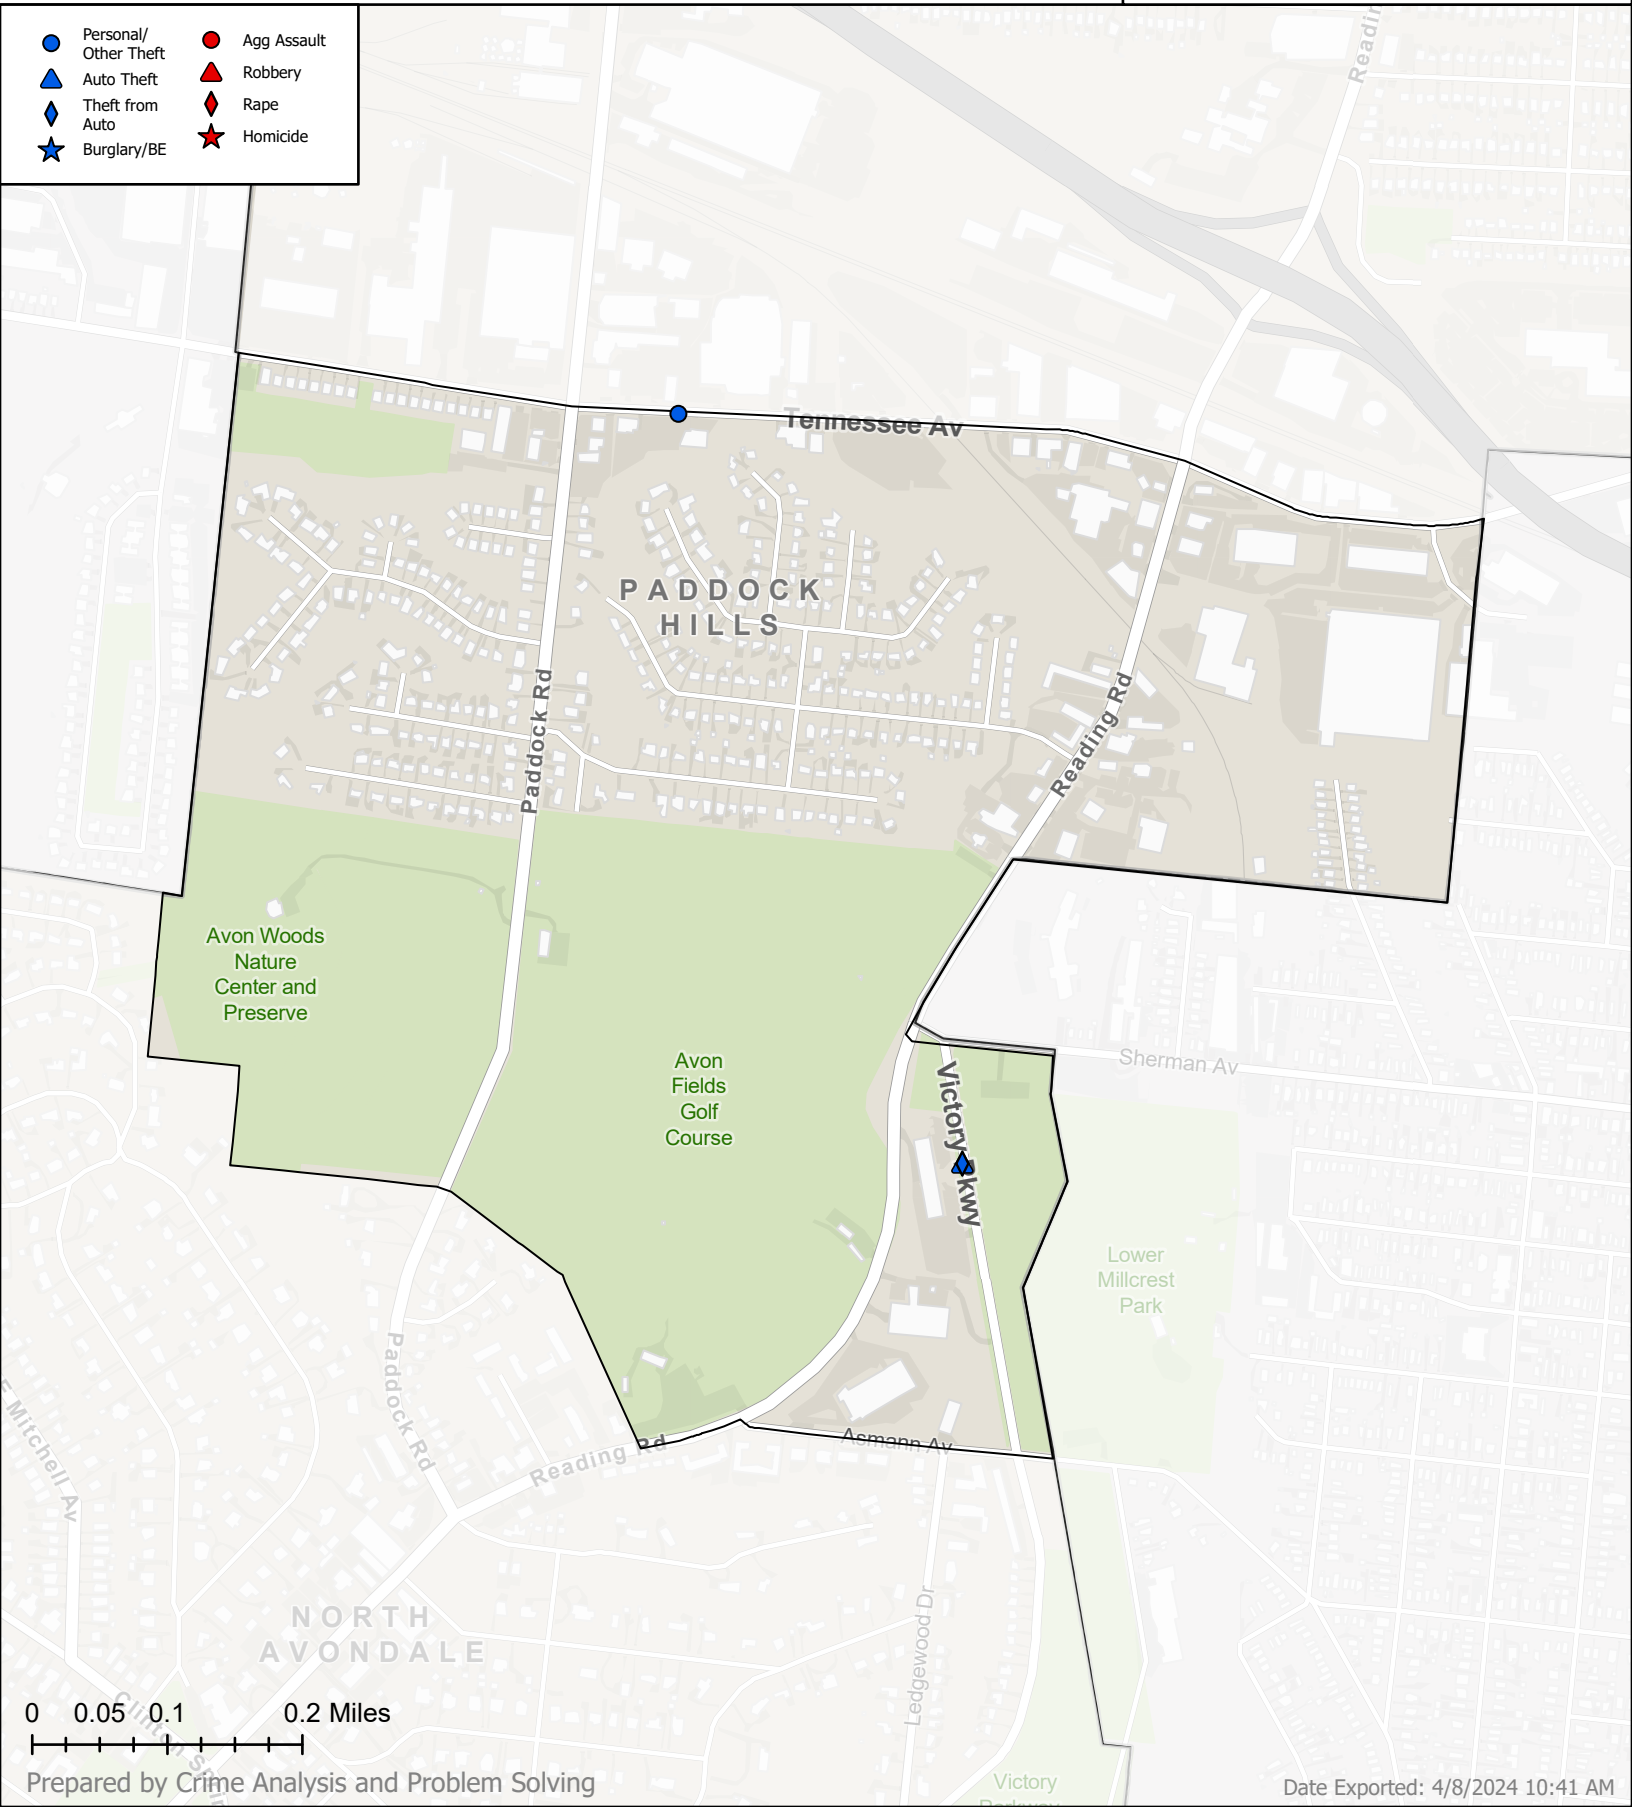 Personal/
Other Theft
Auto Theft
Theft from
Auto
Burglary/BE
Agg Assault
Robbery
Rape
Homicide
Tennessee Av
PADDOCK
HILLS
Paddock Rd
Reading Rd
Avon Woods
Nature
Center and
Preserve
Avon
Fields
Golf
Course
Sherman Av
Victory Pkwy
Lower
Millcrest
Park
Paddock Rd
Reading Rd
Asmann Av
E Mitchell Av
NORTH
AVONDALE
Ledgewood Dr
0 0.05 0.1 0.2 Miles
Prepared by Crime Analysis and Problem Solving
Victory
Date Exported: 4/8/2024 10:41 AM